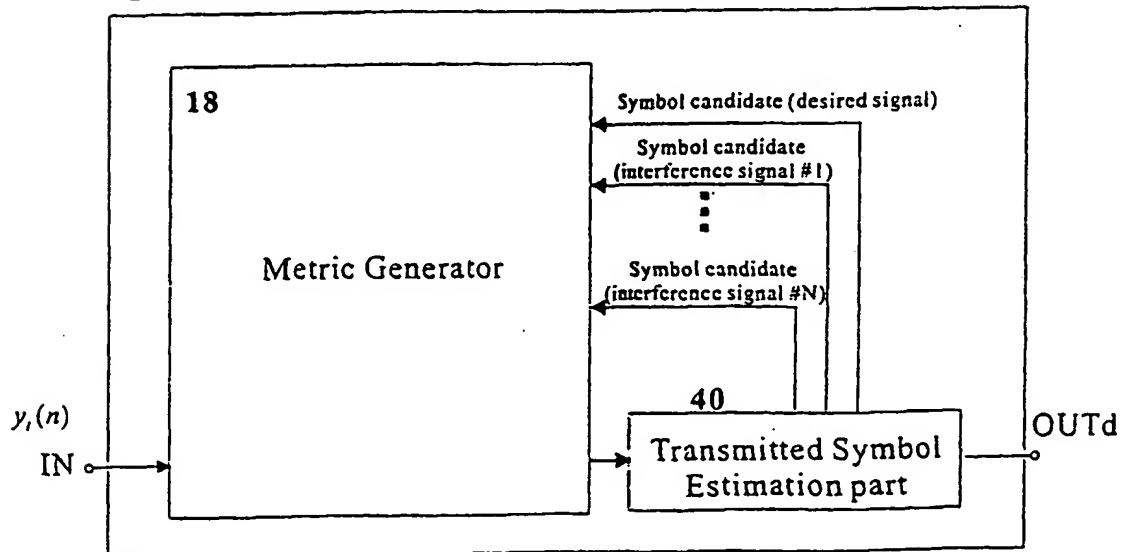 18
Symbol candidate (desired signal)
Symbol candidate
(interference signal #1)
Metric Generator
Symbol candidate
(interference signal #N)
40
y_i(n)
IN
Transmitted Symbol
Estimation part
OUTd